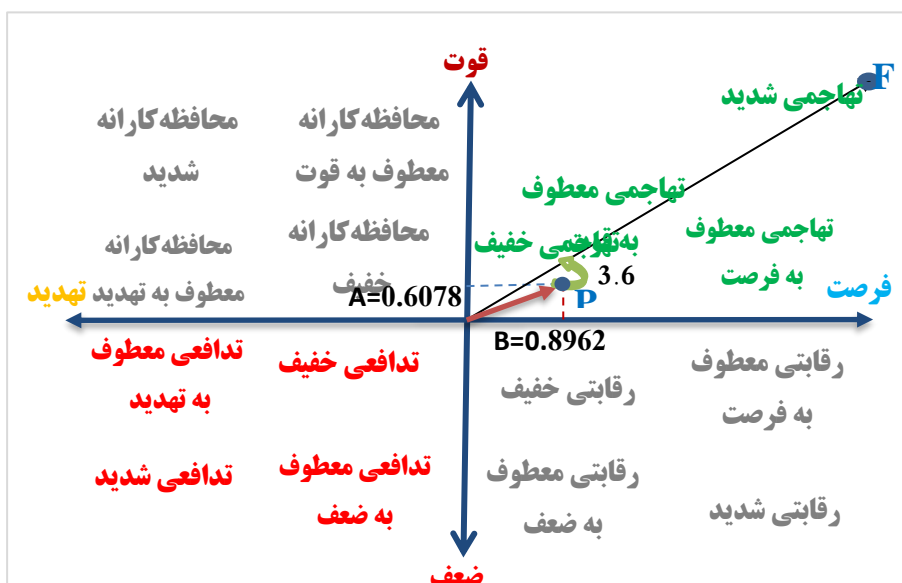 قوت
F
تهاجمی شدید
محافظه‌کارانه
شدید
محافظه‌کارانه
معطوف به قوت
تهاجمی معطوف
به قوت
تهاجمی خفیف
تهاجمی معطوف
به فرصت
محافظه‌کارانه
خفیف
محافظه‌کارانه
معطوف به تهدید
3.6
P
فرصت
تهدید
A=0.6078
B=0.8962
رقابتی معطوف
به فرصت
رقابتی خفیف
تدافعی خفیف
تدافعی معطوف
به تهدید
رقابتی شدید
رقابتی معطوف
به ضعف
تدافعی معطوف
به ضعف
تدافعی شدید
ضعف